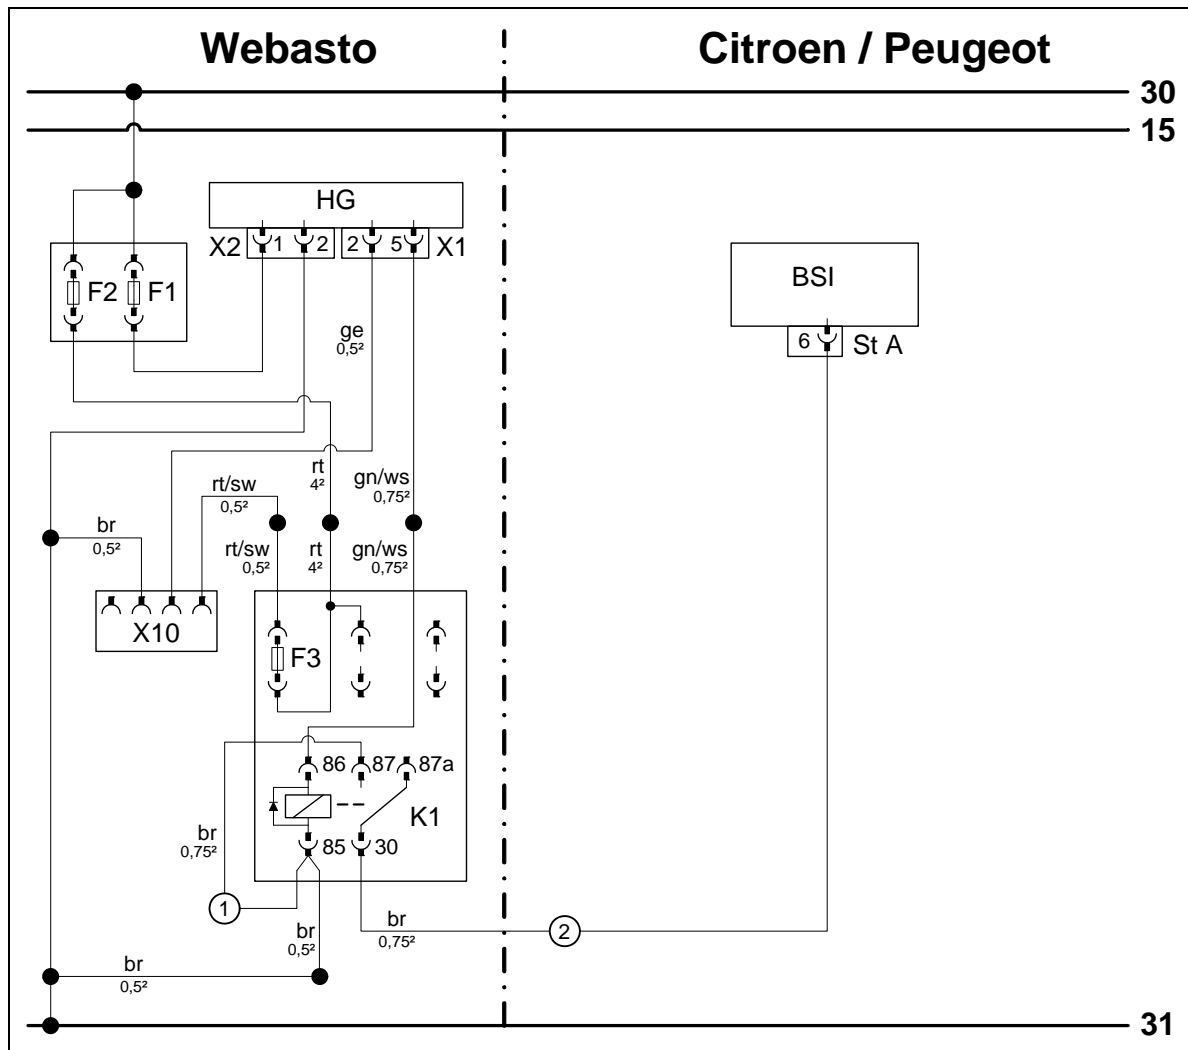 Webasto
Citroen / Peugeot
30
15
HG
X2 1 2 2 5 X1
F2 F1
BSI
6 St A
ge
0,5²
rt
4²
gn/ws
0,75²
rt/sw
0,5²
br
0,5²
rt/sw
0,5²
rt
4²
gn/ws
0,75²
X10
F3
86 87 87a
K1
85 30
br
0,75²
1
br
0,5²
br
0,75²
2
br
0,5²
31